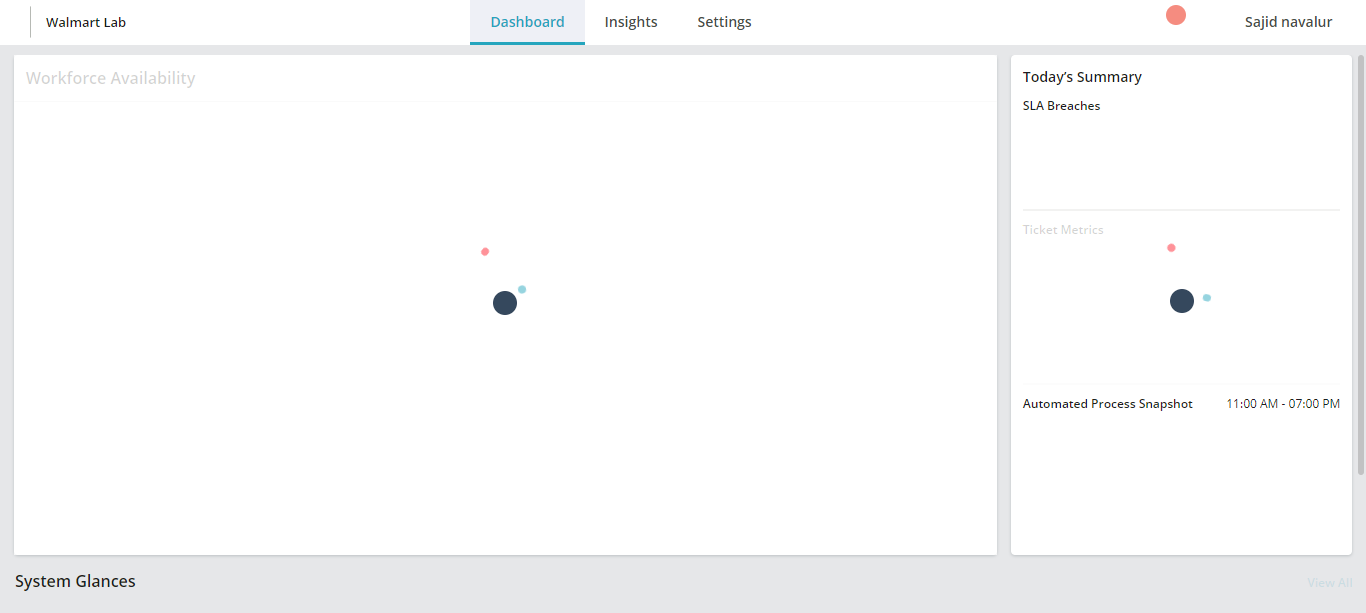 Walmart Lab
Dashboard
Insights
Settings
Sajid navalur
Workforce Availability
Today’s Summary
SLA Breaches
Ticket Metrics
Automated Process Snapshot
11:00 AM - 07:00 PM
System Glances
View All